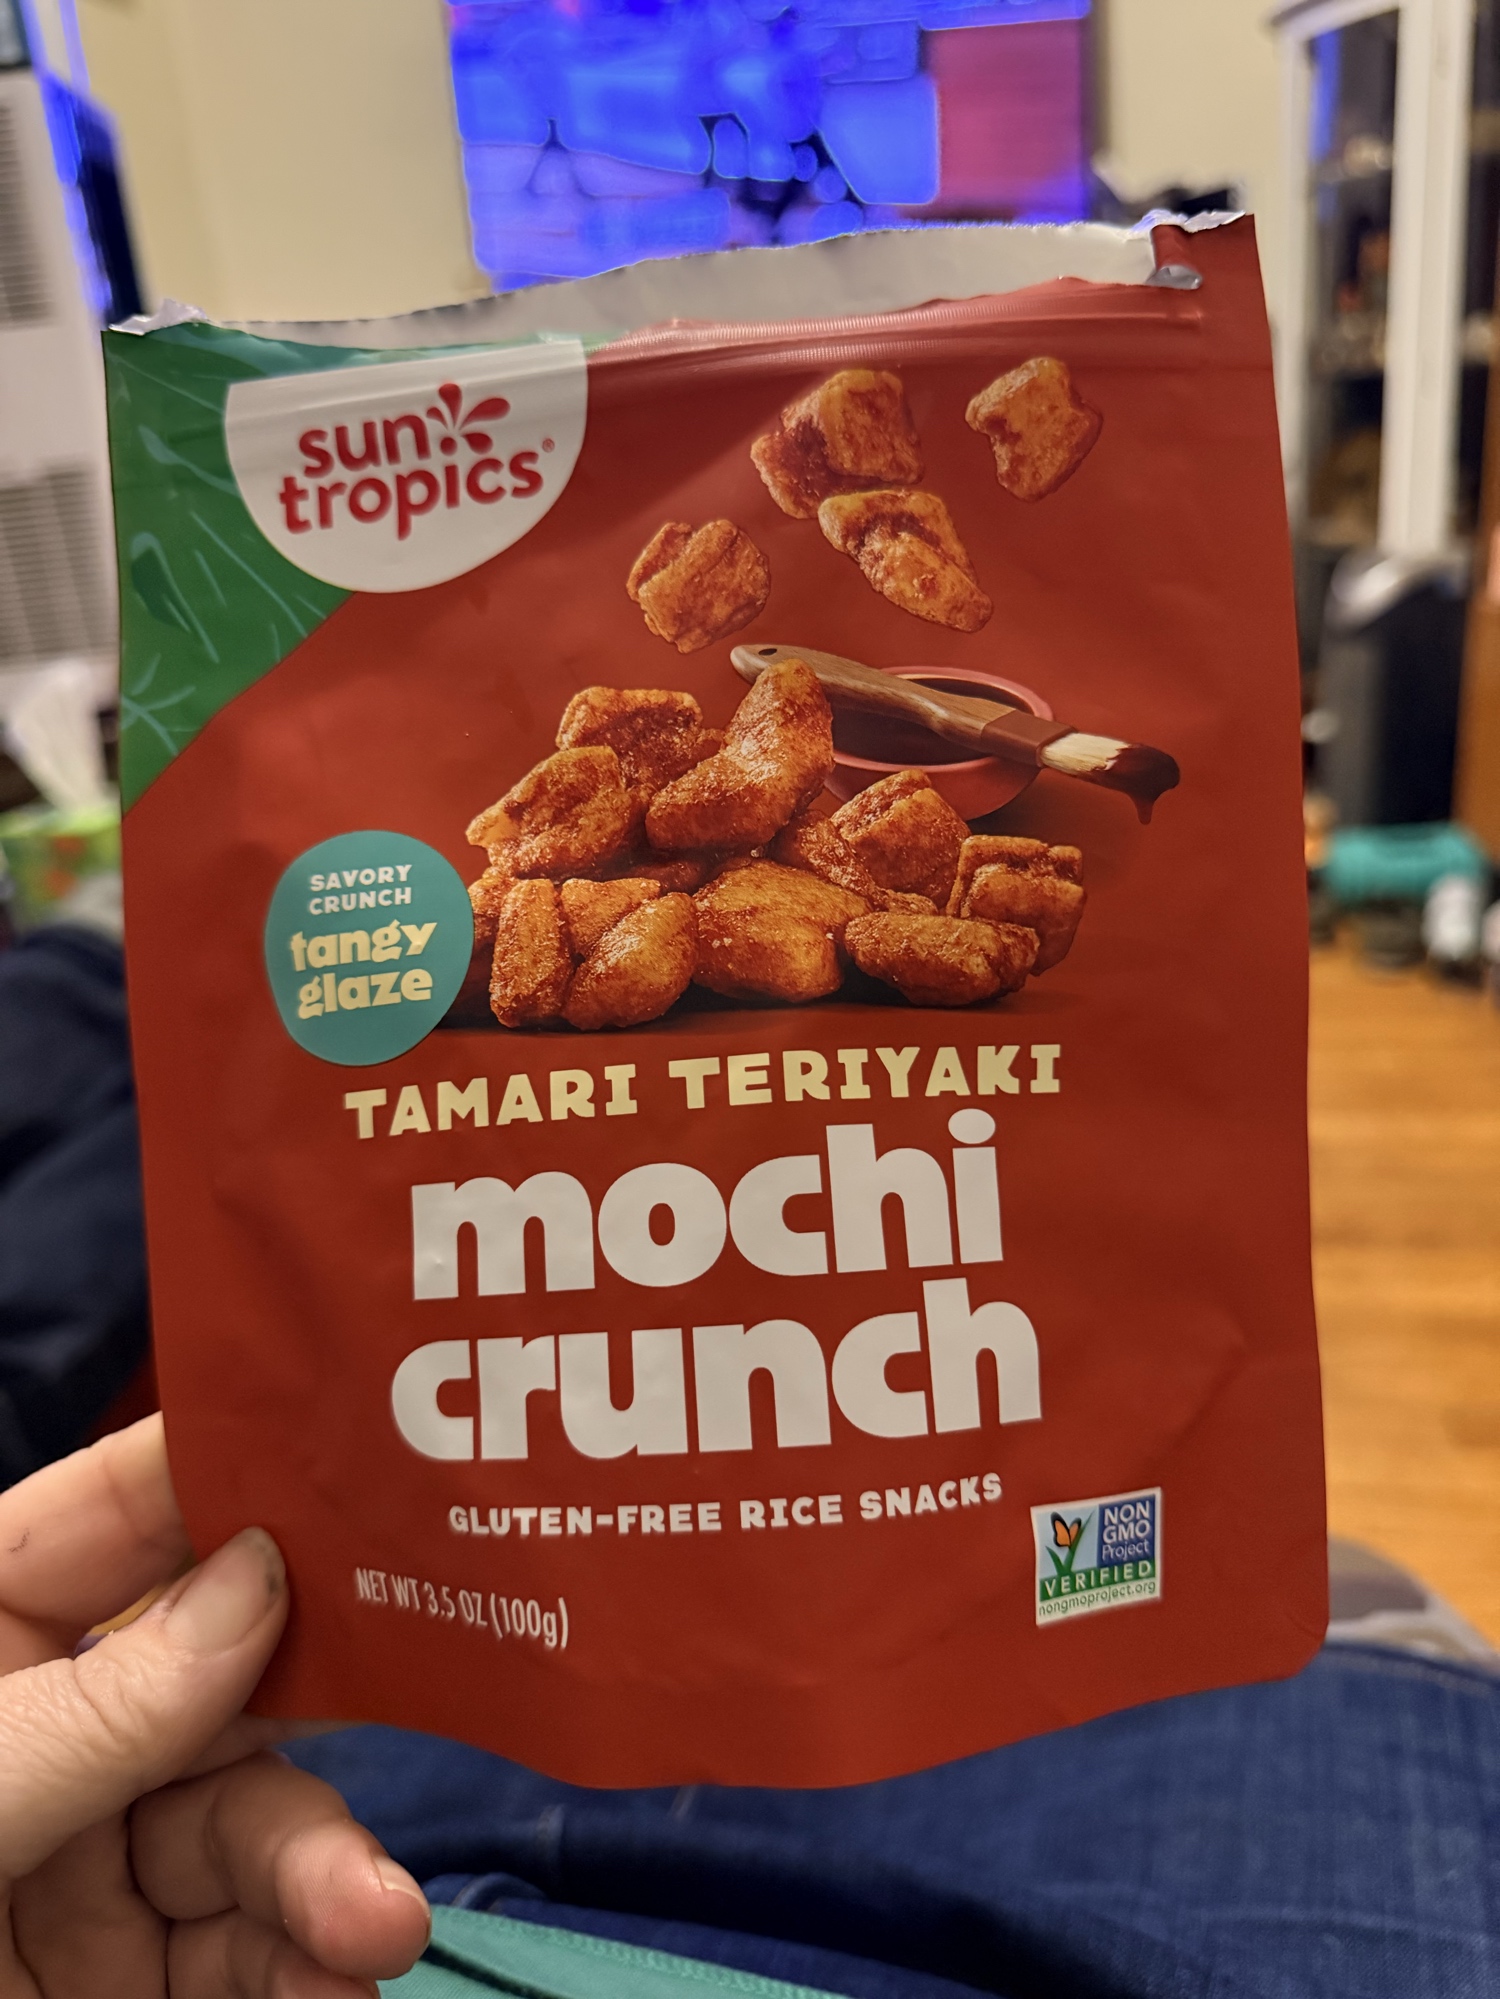 sun
tropics®
SAVORY
CRUNCH
tangy
glaze
TAMARI TERIYAKI
mochi
crunch
GLUTEN-FREE RICE SNACKS
NET WT 3.5 OZ (100g)
NON
GMO
Project
VERIFIED
nongmoproject.org